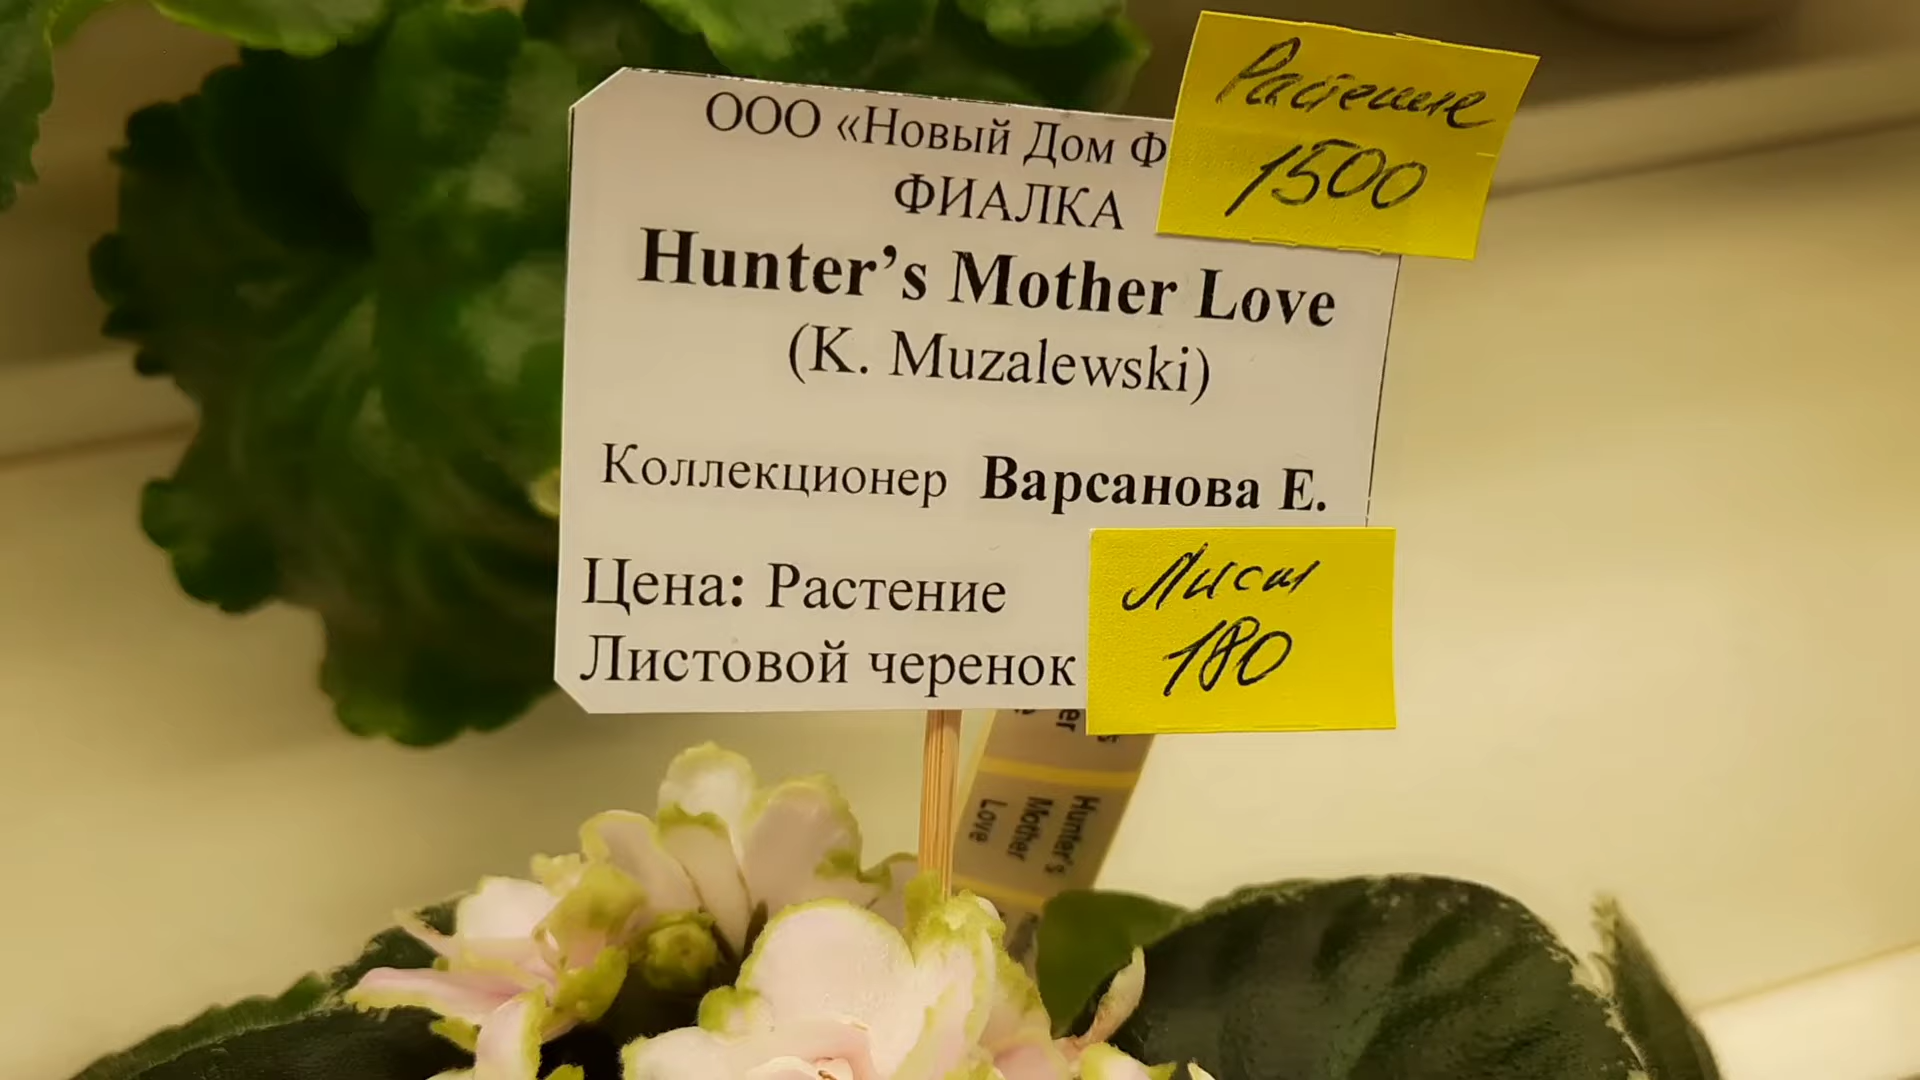 ООО «Новый Дом Ф
ФИАЛКА
Hunter’s Mother Love
(K. Muzalewski)
Коллекционер Варсанова Е.
Цена: Растение
Листовой черенок
Растение
1500
Лист
180
Hunter's
Mother
Love